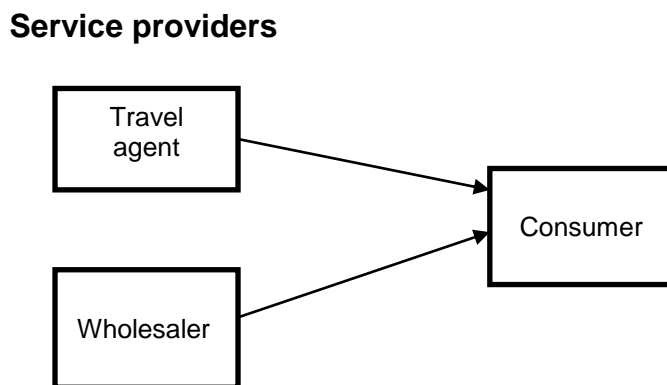 Service providers
Travel
agent
Consumer
Wholesaler